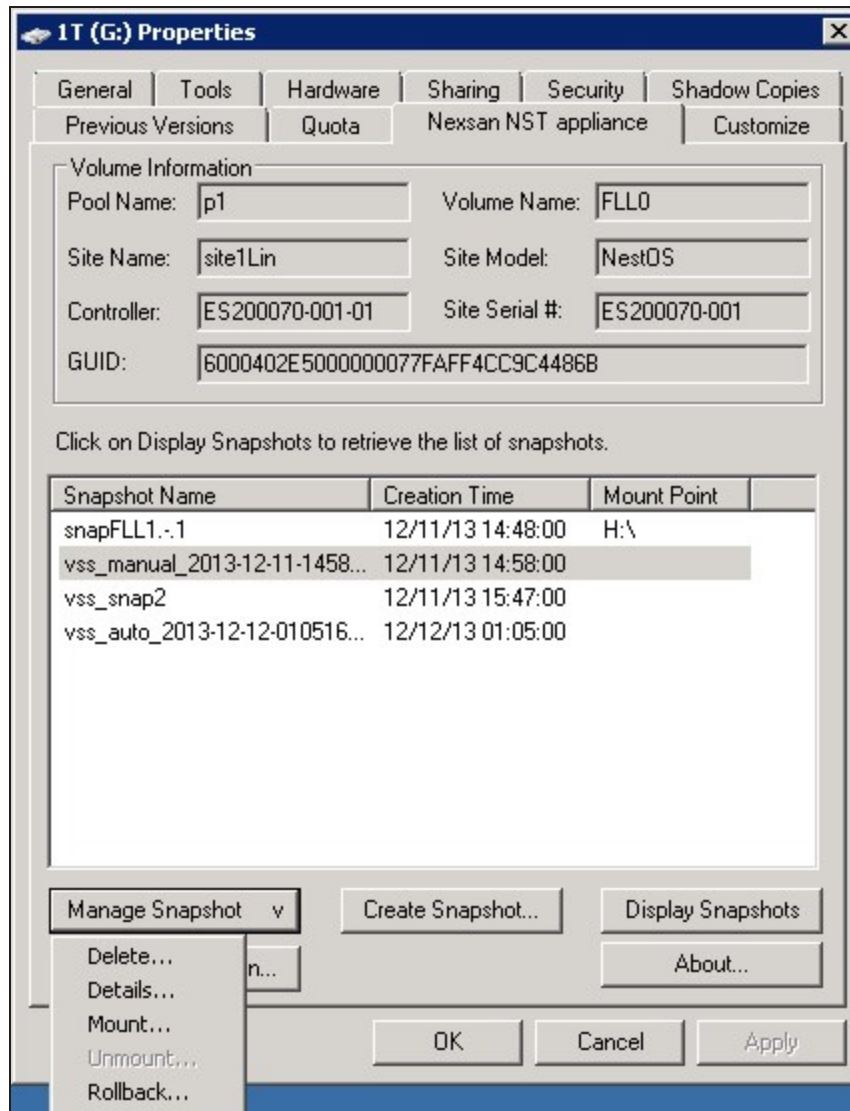 1T (G:) Properties
General Tools Hardware Sharing Security Shadow Copies
Previous Versions Quota Nexsan NST appliance Customize
Volume Information
Pool Name: p1 Volume Name: FLL0
Site Name: site1Lin Site Model: NestOS
Controller: ES200070-001-01 Site Serial #: ES200070-001
GUID: 6000402E5000000077FAFF4CC9C4486B
Click on Display Snapshots to retrieve the list of snapshots.
Snapshot Name Creation Time Mount Point
snapFLL1.-.1 12/11/13 14:48:00 H:\
vss_manual_2013-12-11-1458... 12/11/13 14:58:00
vss_snap2 12/11/13 15:47:00
vss_auto_2013-12-12-010516... 12/12/13 01:05:00
Manage Snapshot v Create Snapshot... Display Snapshots
Delete... n... About...
Details...
Mount... OK Cancel Apply
Unmount...
Rollback...